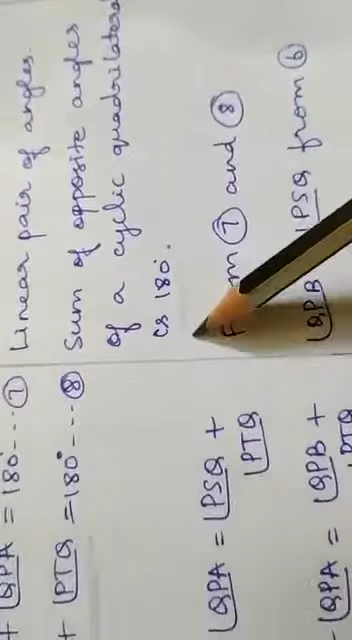 + ∠QPA = 180° --- ⑦ Linear pair of angles.
+ ∠PTQ = 180° --- ⑧ Sum of opposite angles
of a cyclic quadrilateral
is 180°.
∠QPA = ∠PSQ + ⑦ and ⑧
∠PTQ
∠QPA = ∠QPB + ∠QPB ∠PSQ from ⑥
∠PTQ